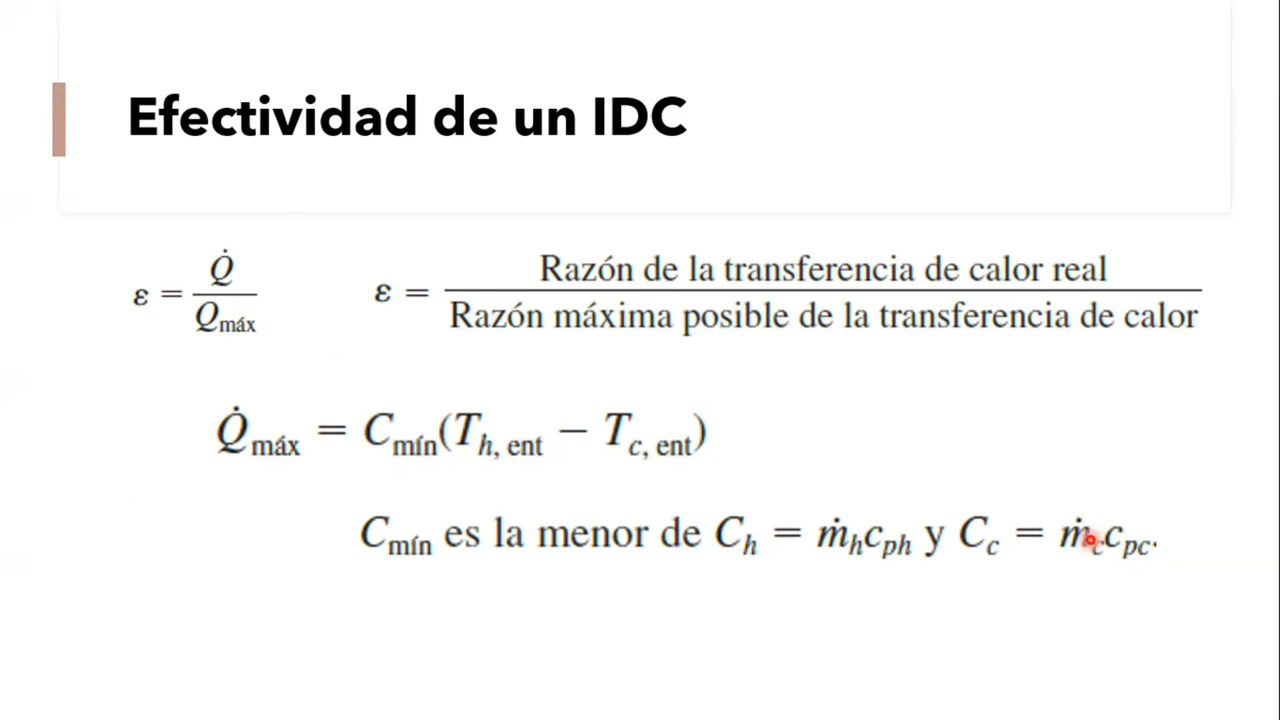 Efectividad de un IDC
ε = Q̇ / Qmáx
ε = Razón de la transferencia de calor real / Razón máxima posible de la transferencia de calor
Q̇máx = Cmín(Th, ent − Tc, ent)
Cmín es la menor de Ch = ṁhcph y Cc = ṁccpc.